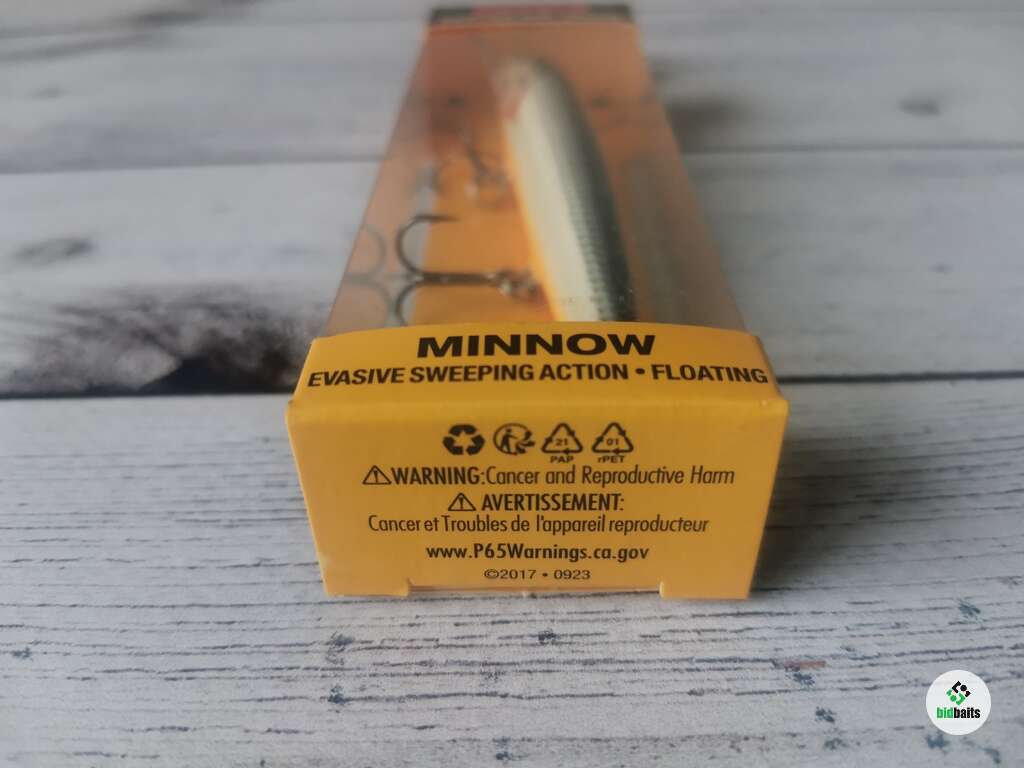 MINNOW
EVASIVE SWEEPING ACTION • FLOATING
21
PAP
01
rPET
⚠WARNING:Cancer and Reproductive Harm
⚠ AVERTISSEMENT:
Cancer et Troubles de l'appareil reproducteur
www.P65Warnings.ca.gov
©2017 • 0923
bidbaits